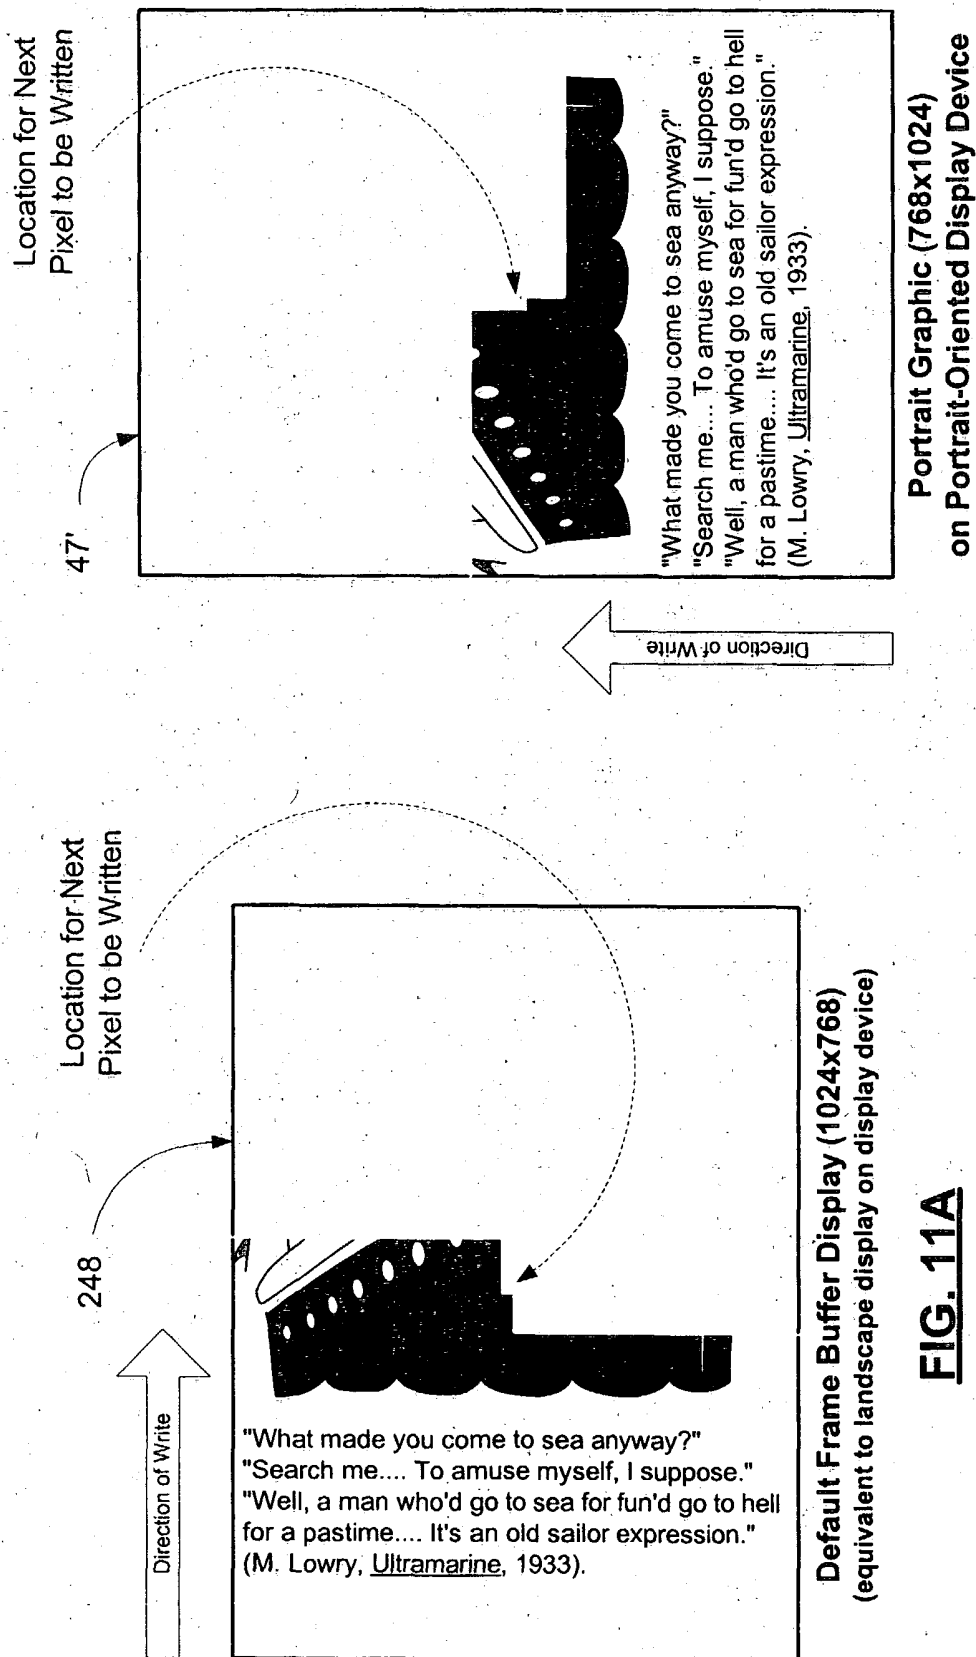 248
Location for Next
Pixel to be Written
Direction of Write
"What made you come to sea anyway?"
"Search me.... To amuse myself, I suppose."
"Well, a man who'd go to sea for fun'd go to hell
for a pastime.... It's an old sailor expression."
(M. Lowry, Ultramarine, 1933).
Default Frame Buffer Display (1024x768)
(equivalent to landscape display on display device)
47'
Location for Next
Pixel to be Written
Direction of Write
"What made you come to sea anyway?"
"Search me.... To amuse myself, I suppose."
"Well, a man who'd go to sea for fun'd go to hell
for a pastime.... It's an old sailor expression."
(M. Lowry, Ultramarine, 1933).
Portrait Graphic (768x1024)
on Portrait-Oriented Display Device
FIG. 11A